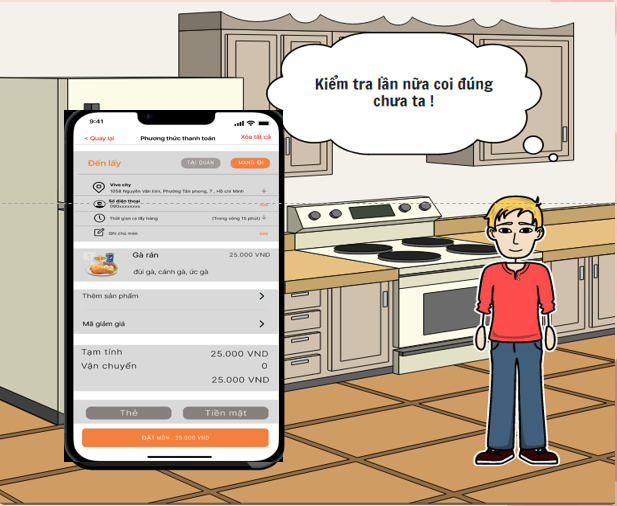 Kiểm tra lần nữa coi đúng
chưa ta !
9:41
< Quay lại Phương thức thanh toán Xóa tất cả
Đến lấy TẠI QUÁN MANG ĐI
Vivo city
1058 Nguyễn Văn linh, Phường Tân phong, 7 , Hồ chí Minh
Số điện thoại
090xxxxxxx
Thời gian ra lấy hàng (Trong vòng 15 phút)
Ghi chú món
Gà rán 25.000 VND
đùi gà, cánh gà, ức gà
Thêm sản phẩm >
Mã giảm giá >
Tạm tính 25.000 VND
Vận chuyển 0
25.000 VND
Thẻ Tiền mặt
ĐẶT MÓN : 25.000 VND